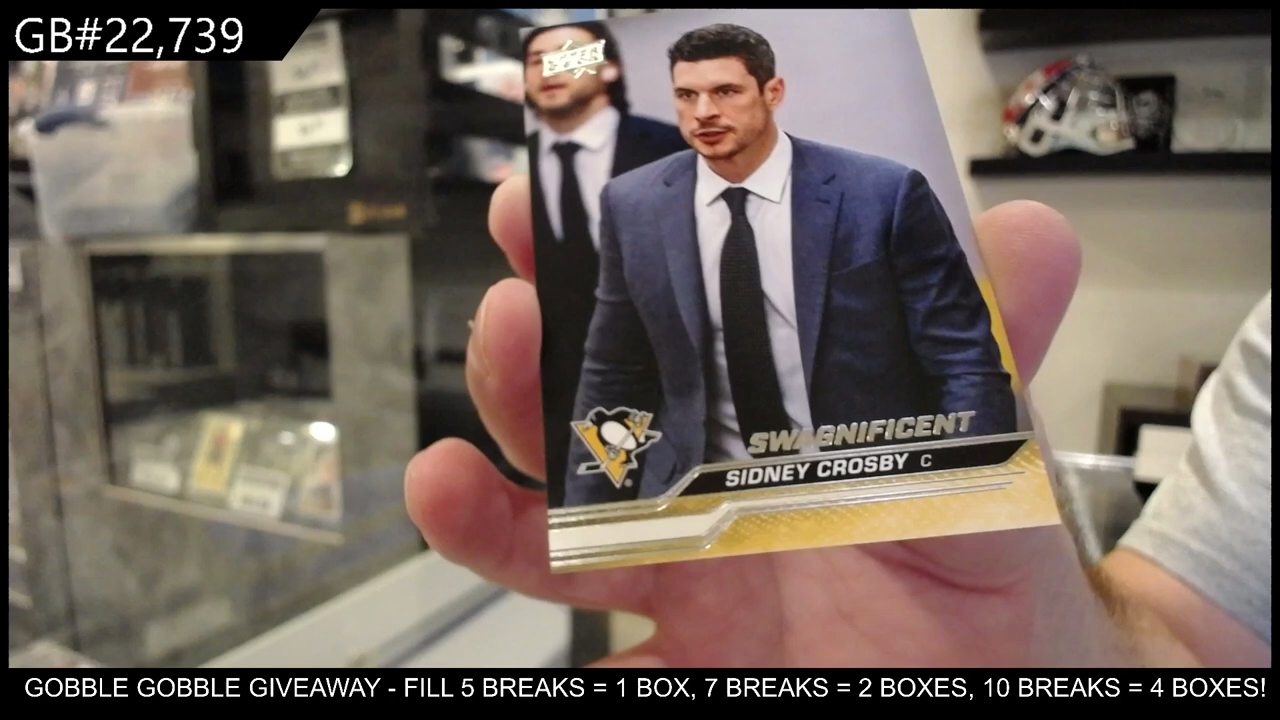 GB#22,739
SWAGNIFICENT
SIDNEY CROSBY C
GOBBLE GOBBLE GIVEAWAY - FILL 5 BREAKS = 1 BOX, 7 BREAKS = 2 BOXES, 10 BREAKS = 4 BOXES!